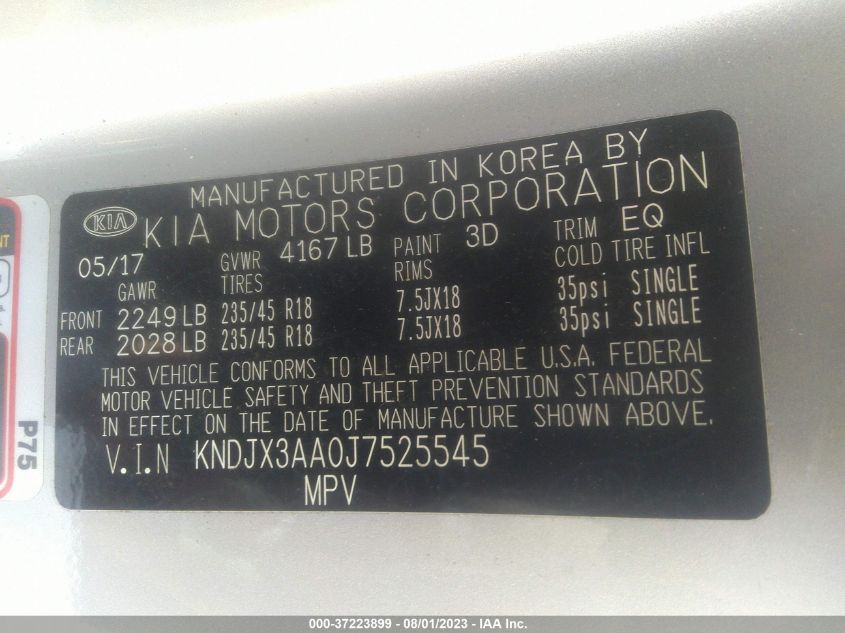 MANUFACTURED IN KOREA BY
KIA KIA MOTORS CORPORATION
05/17 GVWR 4167 LB PAINT 3D TRIM EQ
GAWR TIRES RIMS COLD TIRE INFL
FRONT 2249 LB 235/45 R18 7.5JX18 35psi SINGLE
REAR 2028 LB 235/45 R18 7.5JX18 35psi SINGLE
THIS VEHICLE CONFORMS TO ALL APPLICABLE U.S.A. FEDERAL
MOTOR VEHICLE SAFETY AND THEFT PREVENTION STANDARDS
IN EFFECT ON THE DATE OF MANUFACTURE SHOWN ABOVE.
V.I.N KNDJX3AA0J7525545
MPV
P75
000-37223899 - 08/01/2023 - IAA Inc.